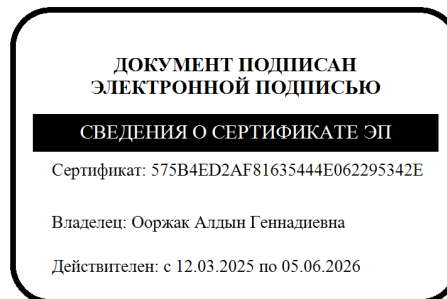 ДОКУМЕНТ ПОДПИСАН
ЭЛЕКТРОННОЙ ПОДПИСЬЮ
СВЕДЕНИЯ О СЕРТИФИКАТЕ ЭП
Сертификат: 575B4ED2AF81635444E062295342E
Владелец: Ооржак Алдын Геннадиевна
Действителен: с 12.03.2025 по 05.06.2026